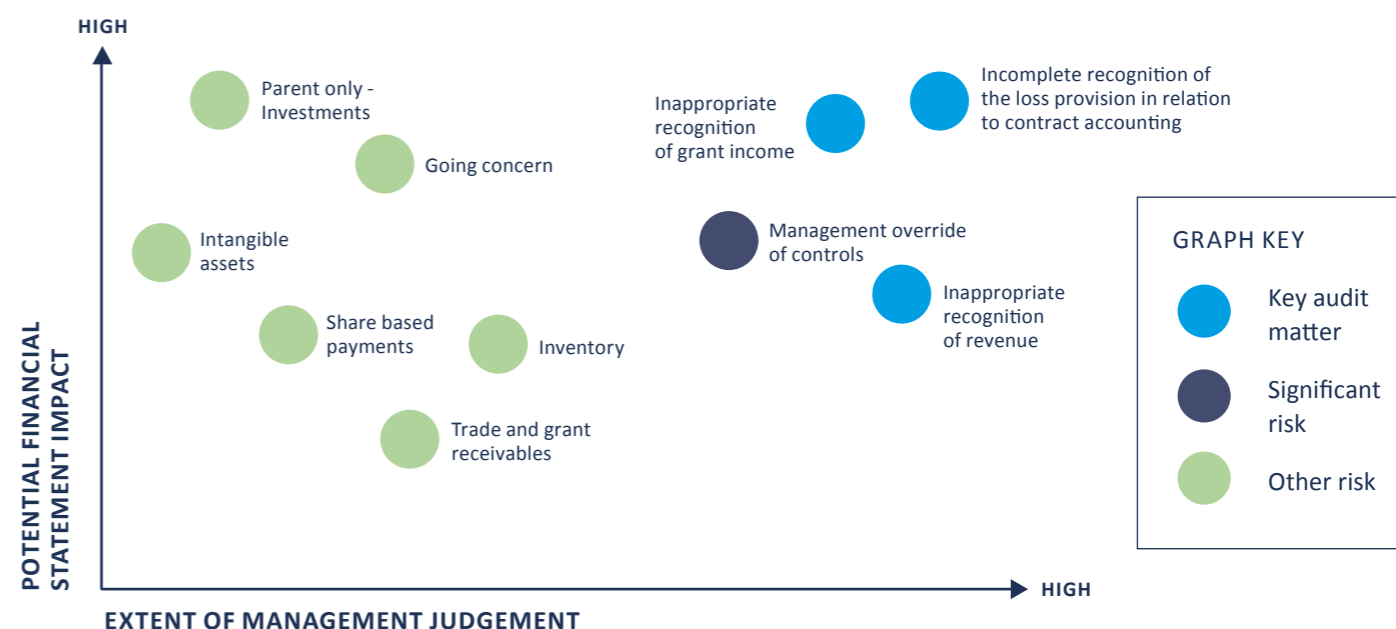 HIGH
Parent only -
Investments
Going concern
Intangible
assets
Share based
payments
Inventory
Trade and grant
receivables
Inappropriate
recognition
of grant income
Incomplete recognition of
the loss provision in relation
to contract accounting
Management override
of controls
Inappropriate
recognition
of revenue
GRAPH KEY
Key audit
matter
Significant
risk
Other risk
POTENTIAL FINANCIAL
STATEMENT IMPACT
HIGH
EXTENT OF MANAGEMENT JUDGEMENT